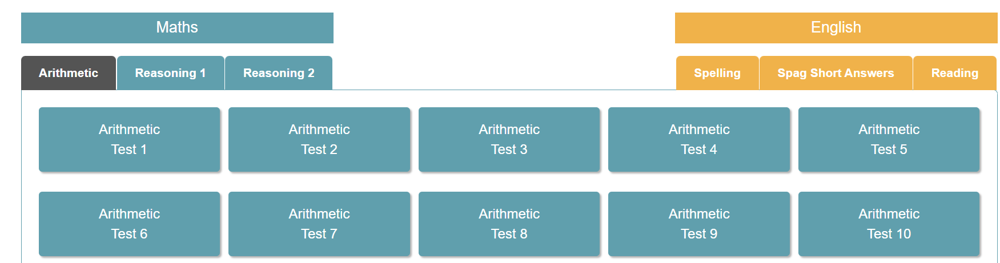 Maths
English
Arithmetic
Reasoning 1
Reasoning 2
Spelling
Spag Short Answers
Reading
Arithmetic
Test 1
Arithmetic
Test 2
Arithmetic
Test 3
Arithmetic
Test 4
Arithmetic
Test 5
Arithmetic
Test 6
Arithmetic
Test 7
Arithmetic
Test 8
Arithmetic
Test 9
Arithmetic
Test 10